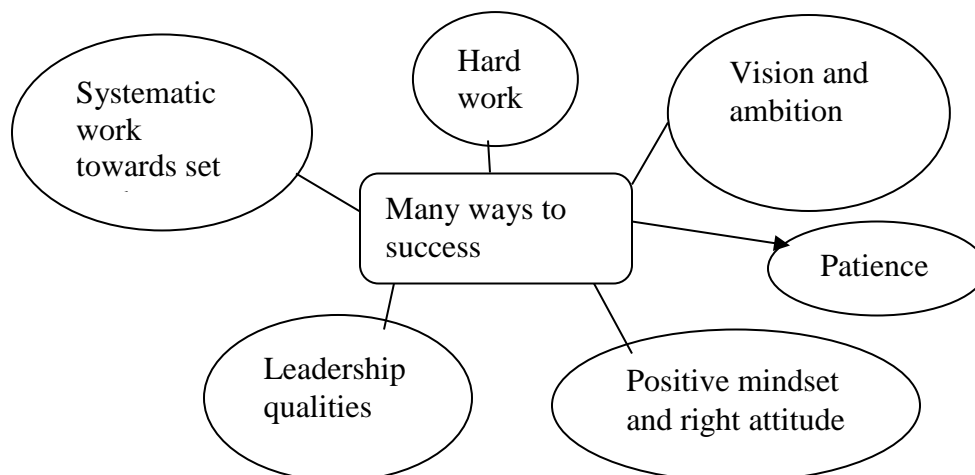 Systematic
work
towards set
Hard
work
Vision and
ambition
Many ways to
success
Patience
Leadership
qualities
Positive mindset
and right attitude